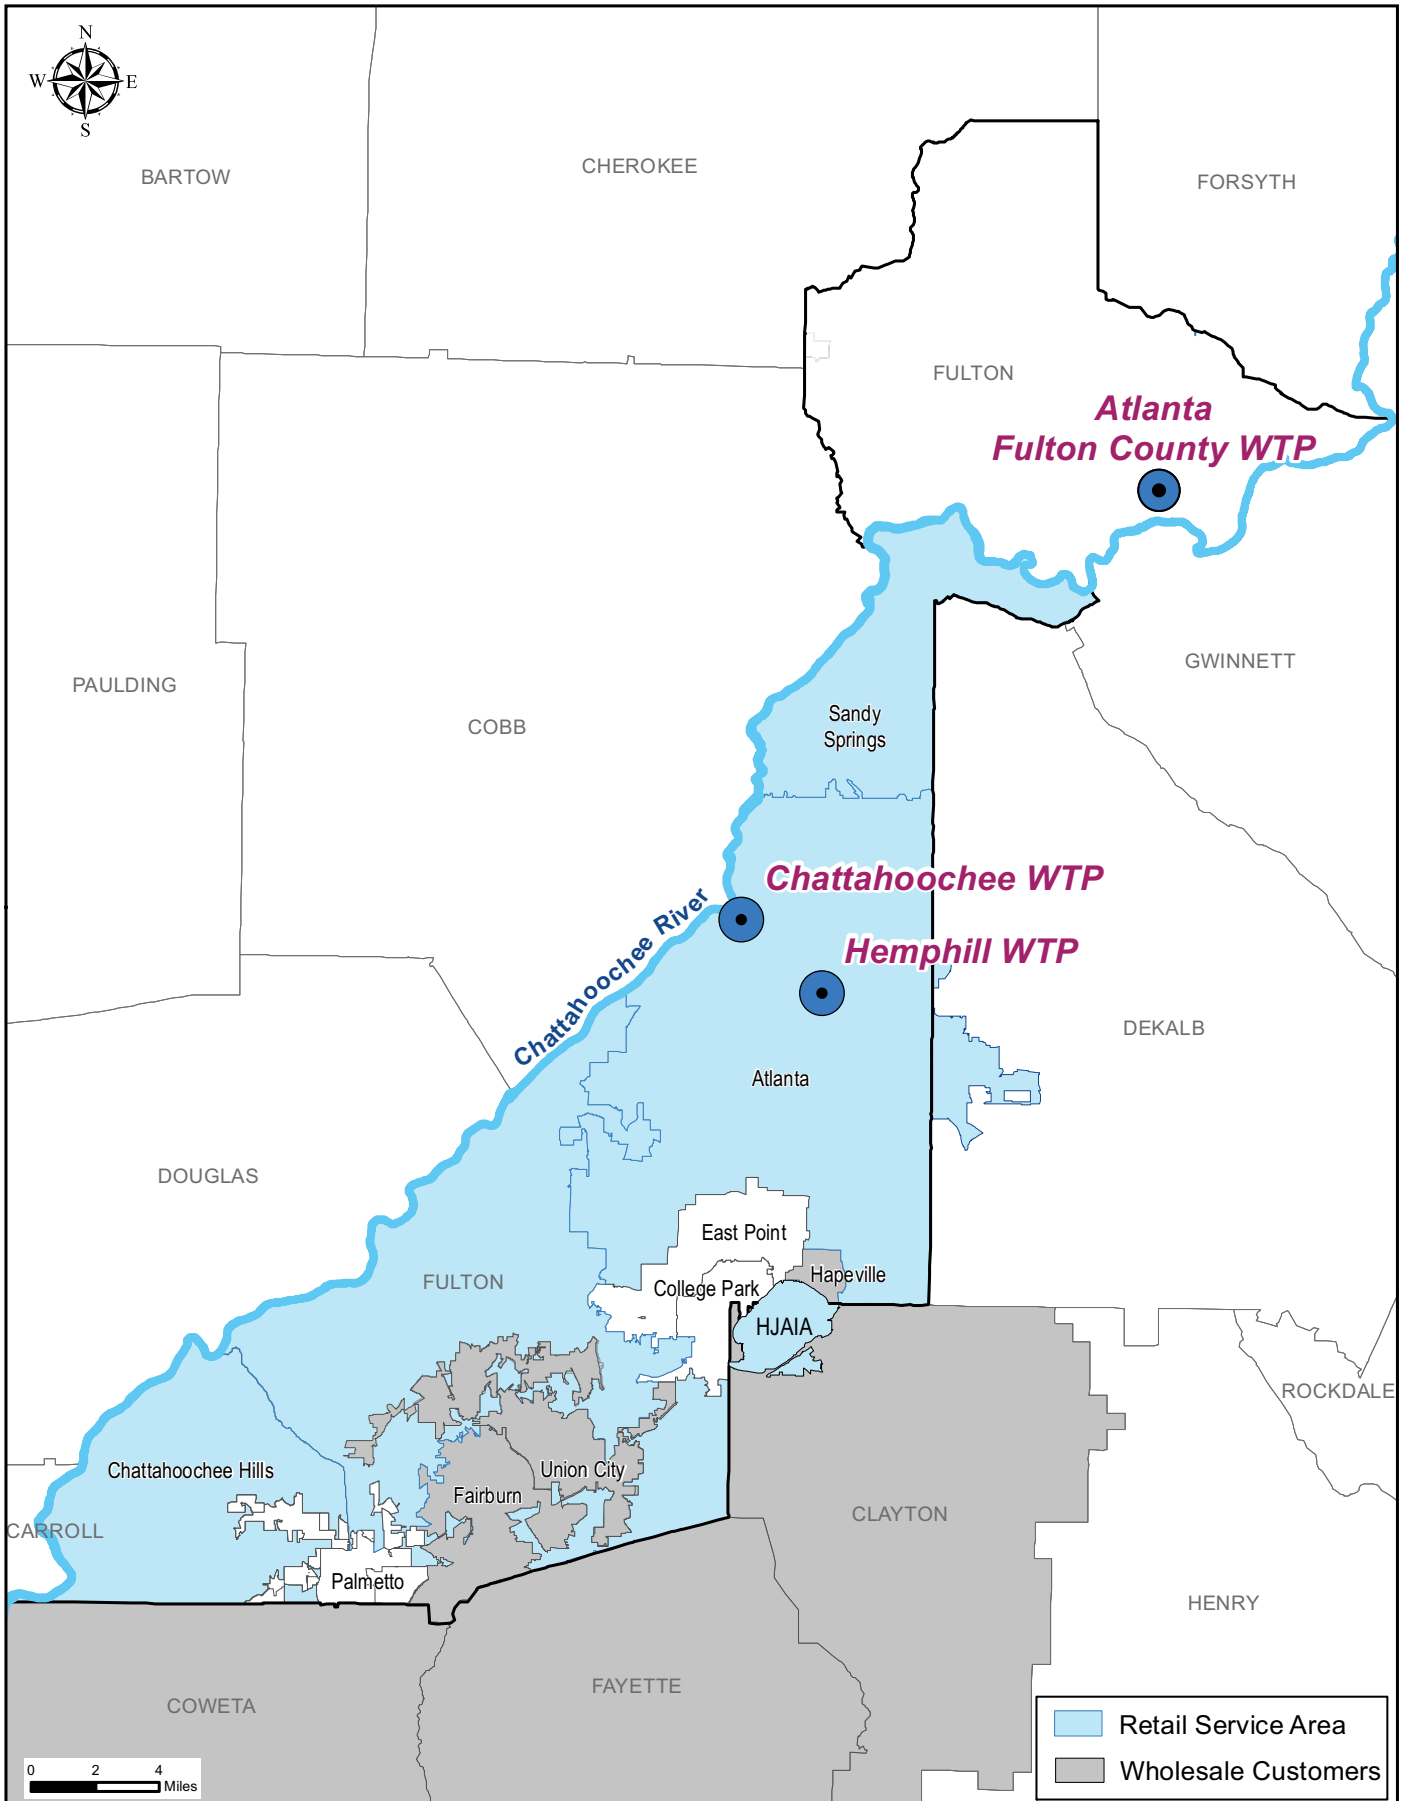 N
W E
S
BARTOW
CHEROKEE
FORSYTH
FULTON
Atlanta
Fulton County WTP
PAULDING
COBB
GWINNETT
Sandy
Springs
Chattahoochee WTP
Chattahoochee River
Hemphill WTP
DEKALB
Atlanta
DOUGLAS
East Point
FULTON
College Park
Hapeville
HJAIA
ROCKDALE
Chattahoochee Hills
Union City
Fairburn
CLAYTON
CARROLL
Palmetto
HENRY
FAYETTE
COWETA
Retail Service Area
Wholesale Customers
0 2 4
Miles